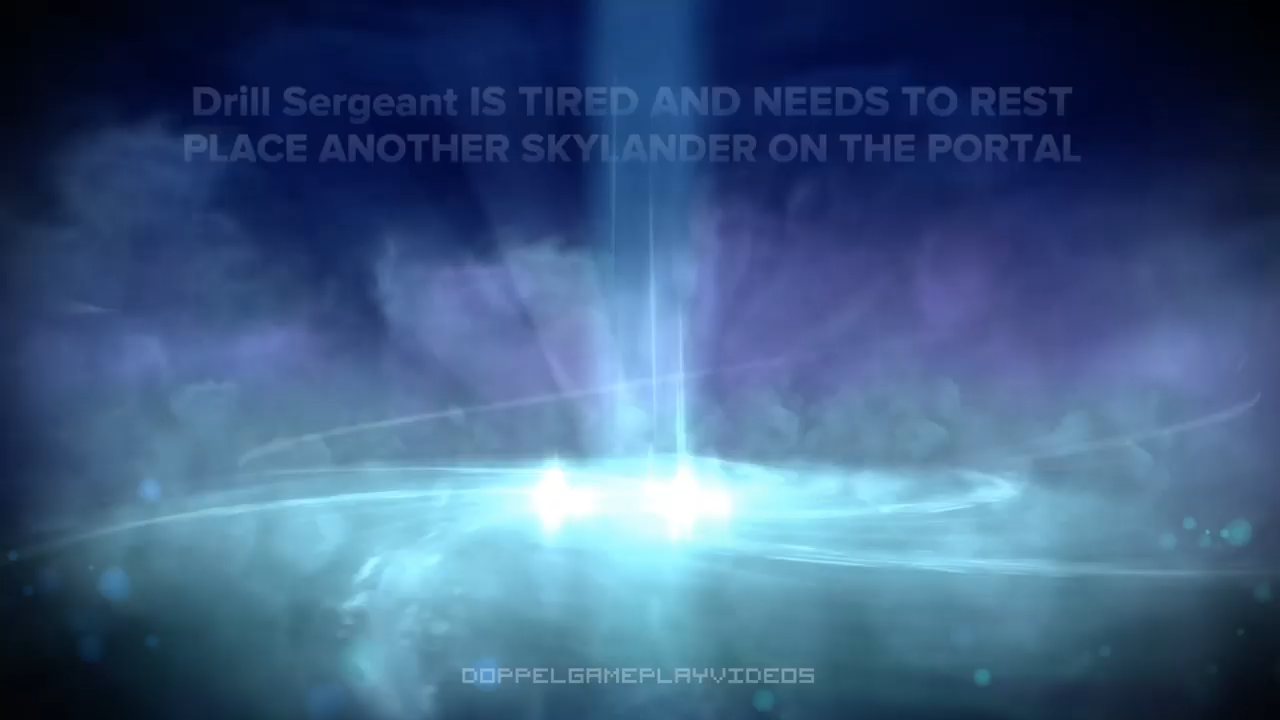 Drill Sergeant IS TIRED AND NEEDS TO REST
PLACE ANOTHER SKYLANDER ON THE PORTAL
DOPPELGAMEPLAYVIDEOS